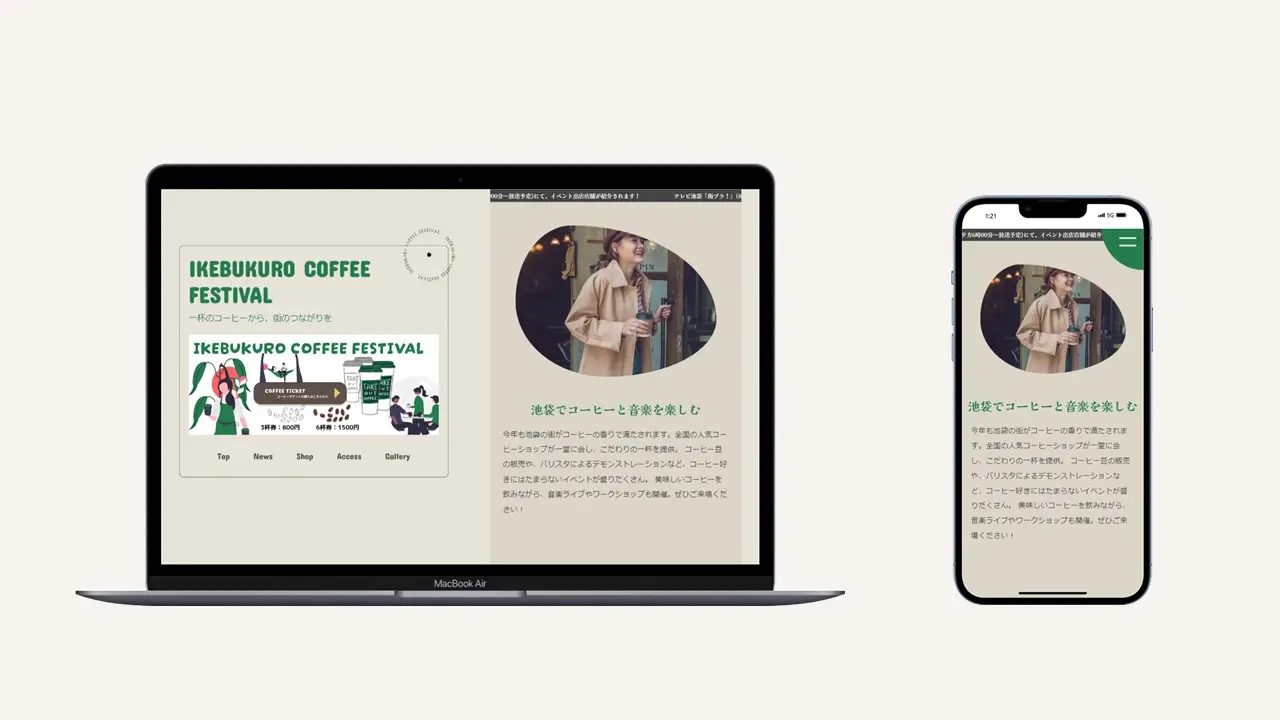 IKEBUKURO COFFEE
FESTIVAL
一杯のコーヒーから、街のつながりを
IKEBUKURO COFFEE FESTIVAL
COFFEE TICKET
TAKE
OUT
COFFEE
3杯券：800円
6杯券：1500円
Top
News
Shop
Access
Gallery
00分～放送予定)にて、イベント出店店舗が紹介されます！
テレビ池袋「街ブラ！」
池袋でコーヒーと音楽を楽しむ
今年も池袋の街がコーヒーの香りで満たされます。全国の人気コー
ヒーショップが一堂に会し、こだわりの一杯を提供。 コーヒー豆
の販売や、バリスタによるデモンストレーションなど、コーヒー好
きにはたまらないイベントが盛りだくさん。 美味しいコーヒーを
飲みながら、音楽ライブやワークショップも開催。ぜひご来場くだ
さい！
MacBook Air
1:21
5G
夕方6時00分～放送予定)にて、イベント出店店舗が紹介
池袋でコーヒーと音楽を楽しむ
今年も池袋の街がコーヒーの香りで満たされま
す。全国の人気コーヒーショップが一堂に会
し、こだわりの一杯を提供。 コーヒー豆の販売
や、バリスタによるデモンストレーションな
ど、コーヒー好きにはたまらないイベントが盛
りだくさん。 美味しいコーヒーを飲みながら、
音楽ライブやワークショップも開催。ぜひご来
場ください！